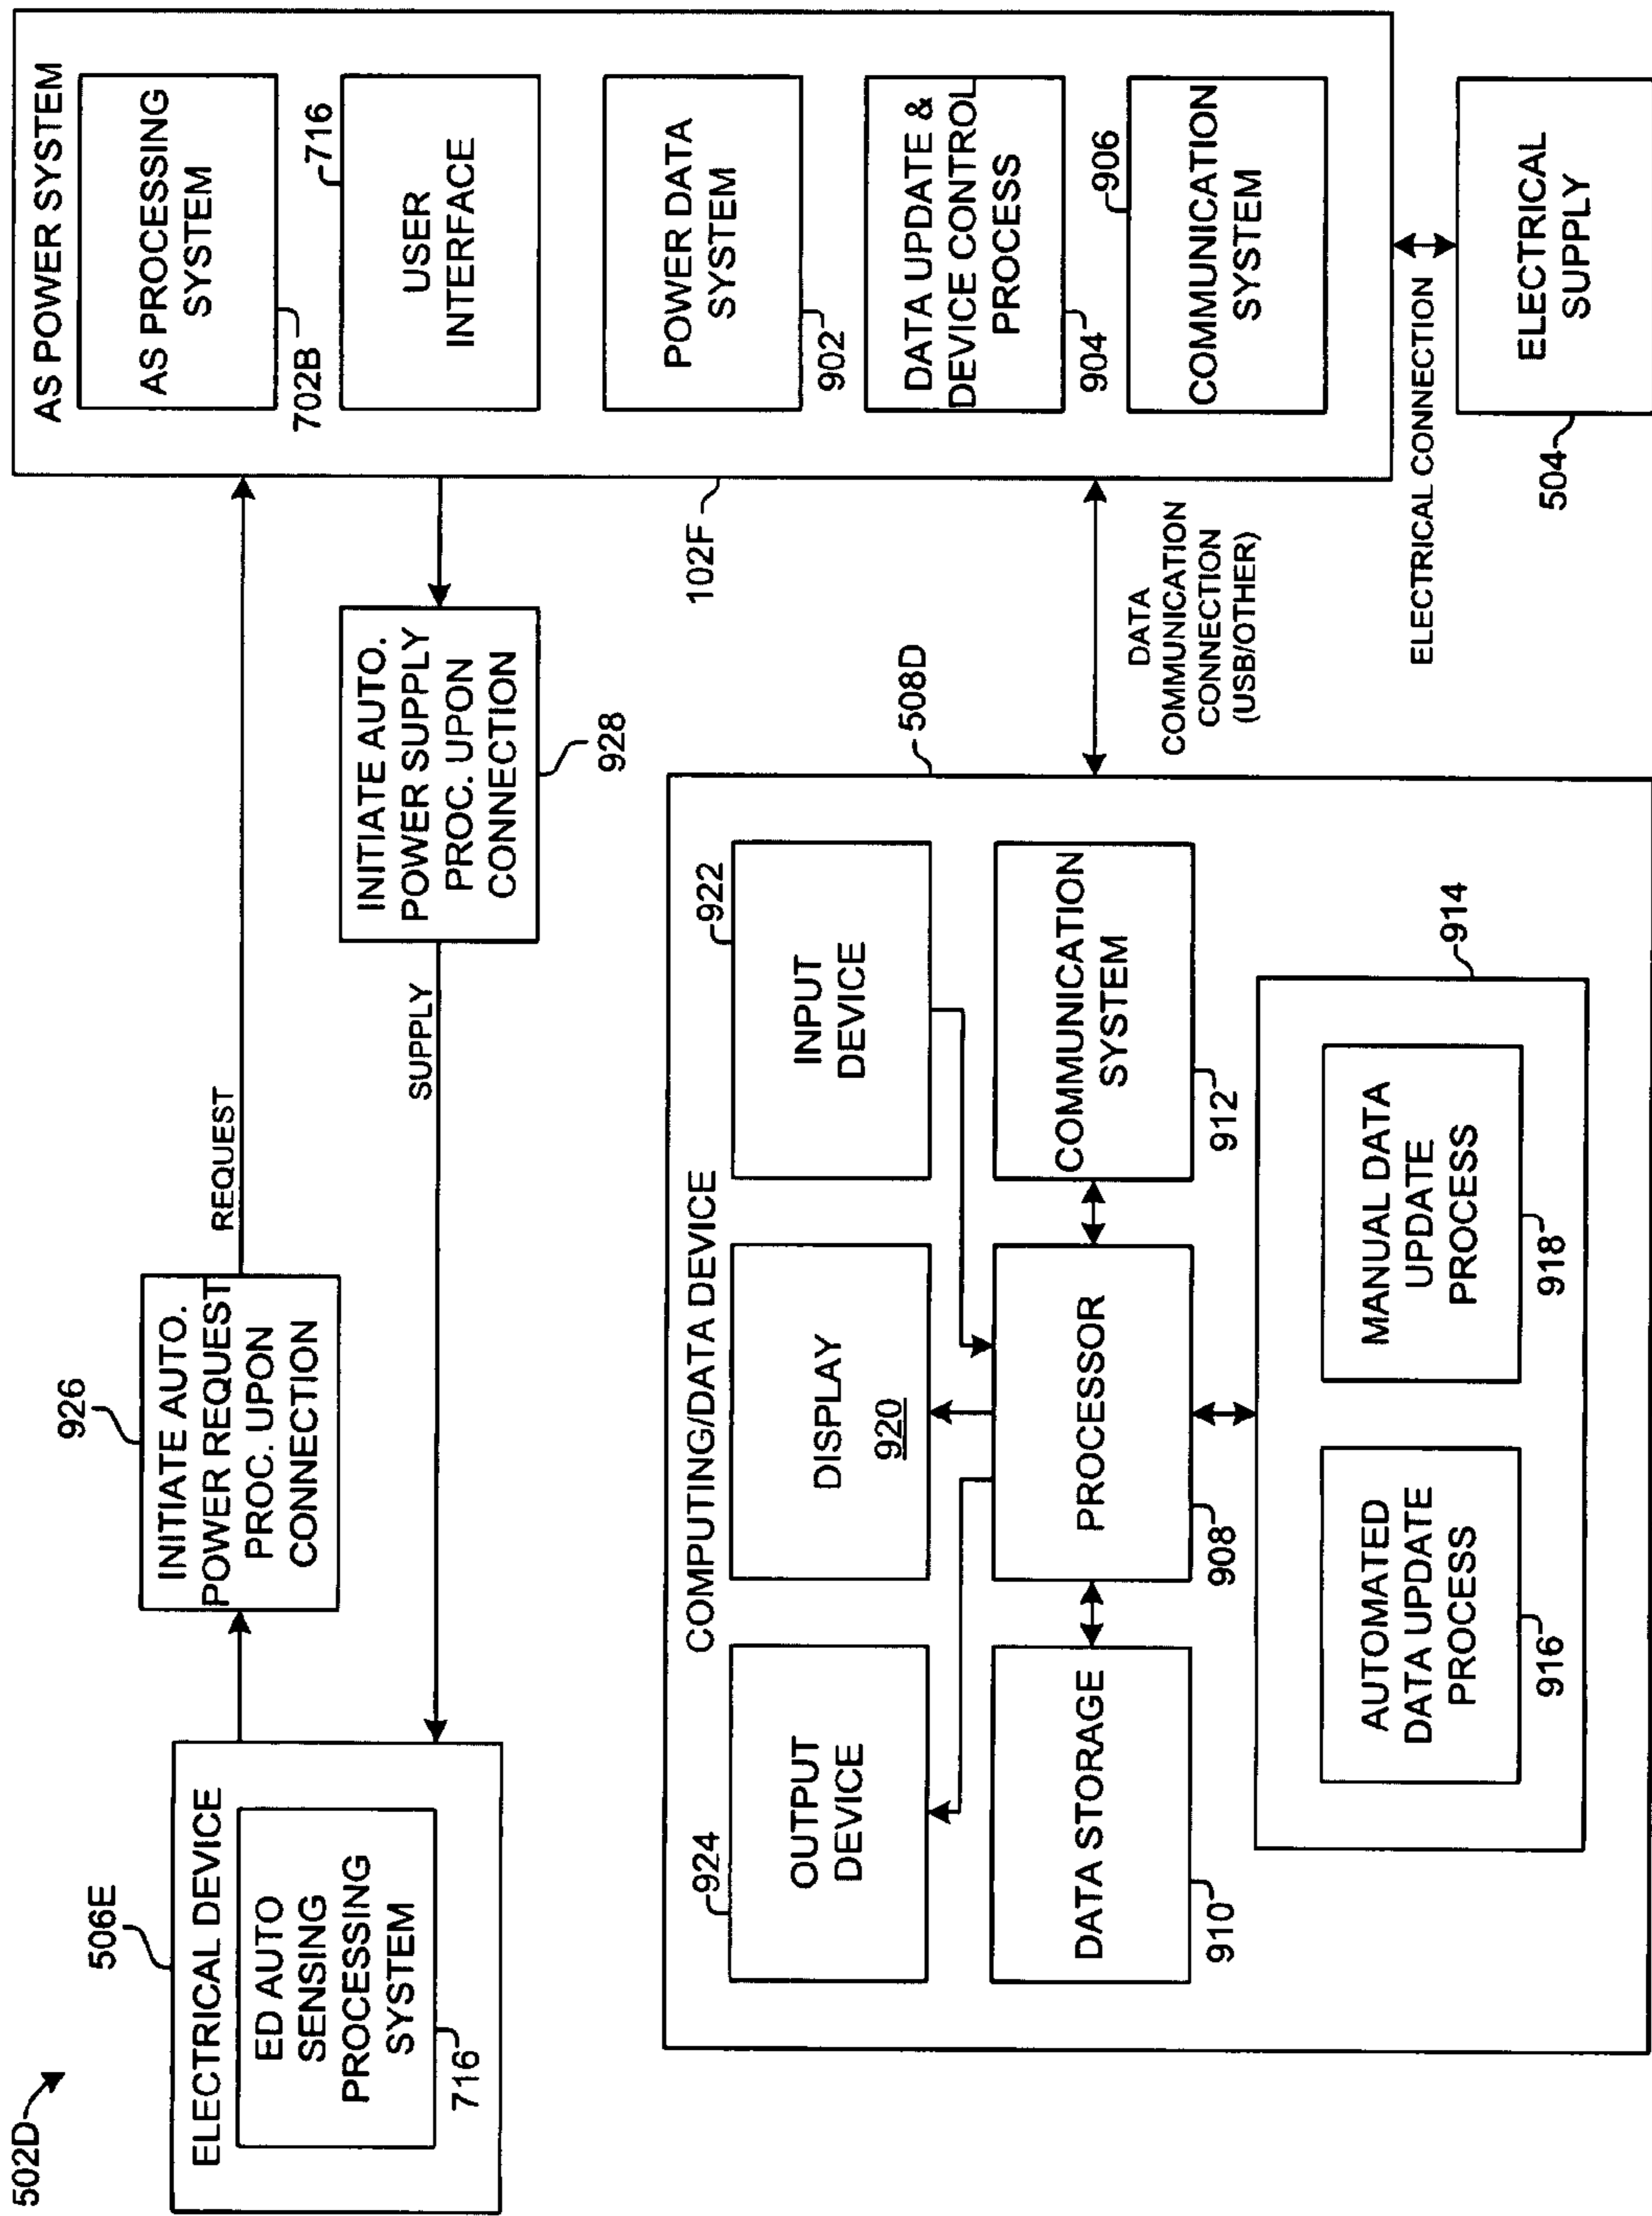 502D
506E
ELECTRICAL DEVICE
ED AUTO
SENSING
PROCESSING
SYSTEM
716
926
INITIATE AUTO.
POWER REQUEST
PROC. UPON
CONNECTION
REQUEST
INITIATE AUTO.
POWER SUPPLY
PROC. UPON
CONNECTION
928
SUPPLY
AS POWER SYSTEM
AS PROCESSING
SYSTEM
702B
716
USER
INTERFACE
POWER DATA
SYSTEM
902
DATA UPDATE &
DEVICE CONTROL
PROCESS
904
906
COMMUNICATION
SYSTEM
102F
DATA
COMMUNICATION
CONNECTION
(USB/OTHER)
ELECTRICAL CONNECTION
ELECTRICAL
SUPPLY
504
508D
COMPUTING/DATA DEVICE
924
OUTPUT
DEVICE
DISPLAY
920
922
INPUT
DEVICE
DATA STORAGE
910
PROCESSOR
908
COMMUNICATION
SYSTEM
912
914
AUTOMATED
DATA UPDATE
PROCESS
916
MANUAL DATA
UPDATE
PROCESS
918